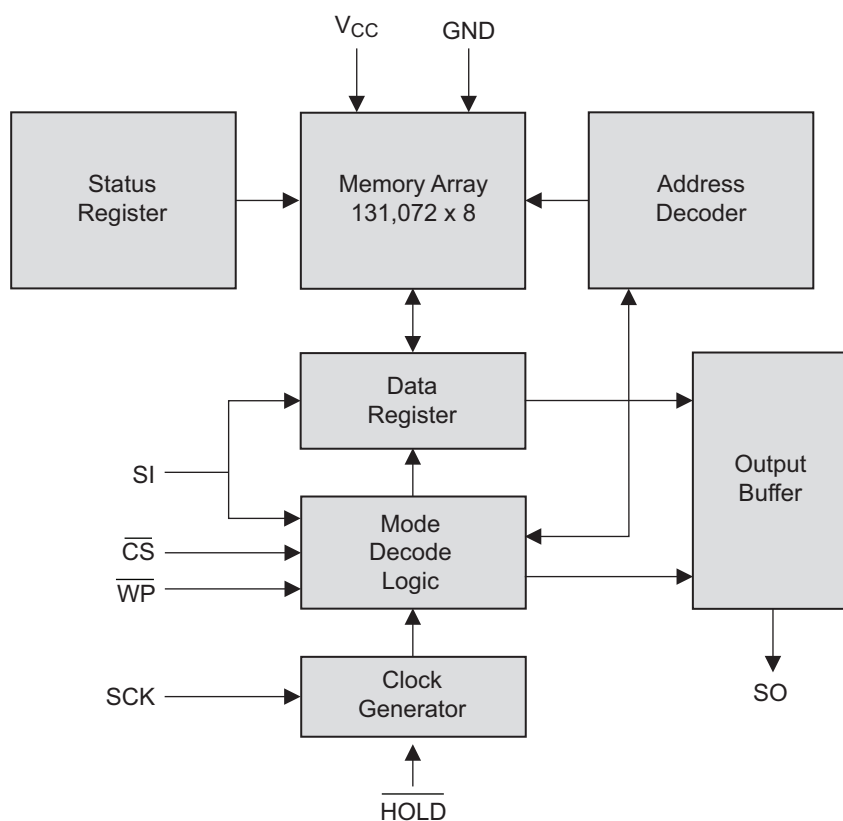 VCC
GND
Status
Register
Memory Array
131,072 x 8
Address
Decoder
Data
Register
SI
Mode
Decode
Logic
CS
WP
Output
Buffer
SCK
Clock
Generator
SO
HOLD